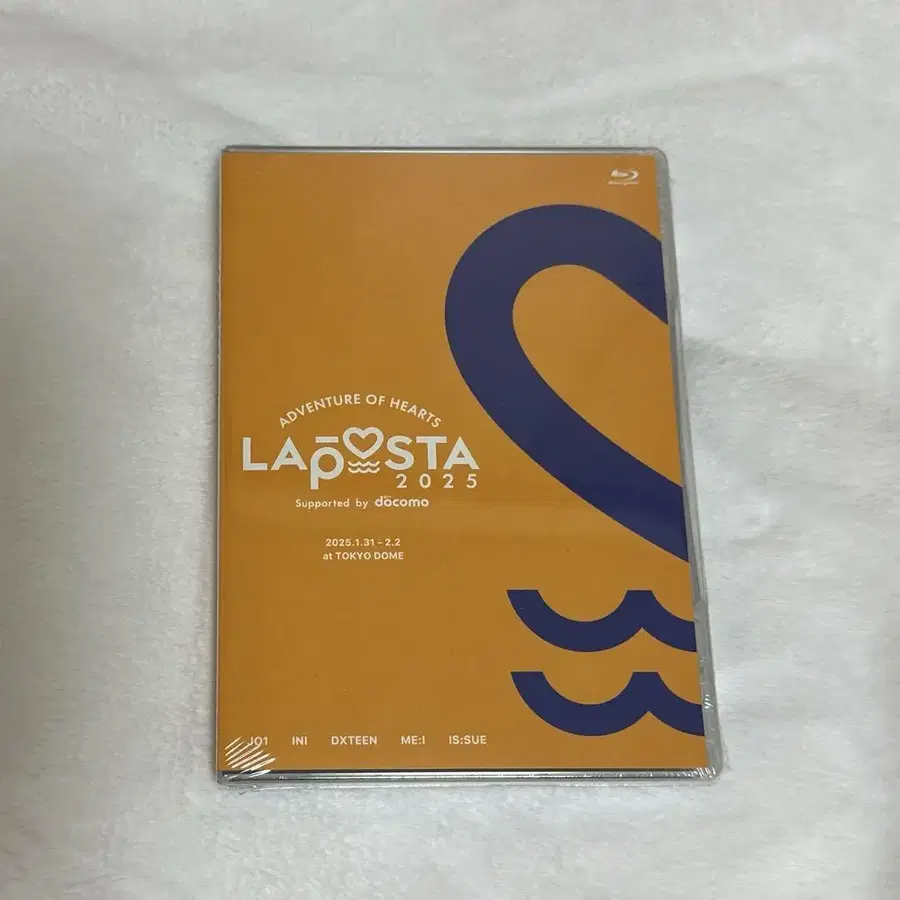 ADVENTURE OF HEARTS
LAPOSTA
2025
Supported by docomo
2025.1.31 - 2.2
at TOKYO DOME
JO1 INI DXTEEN ME:I IS:SUE